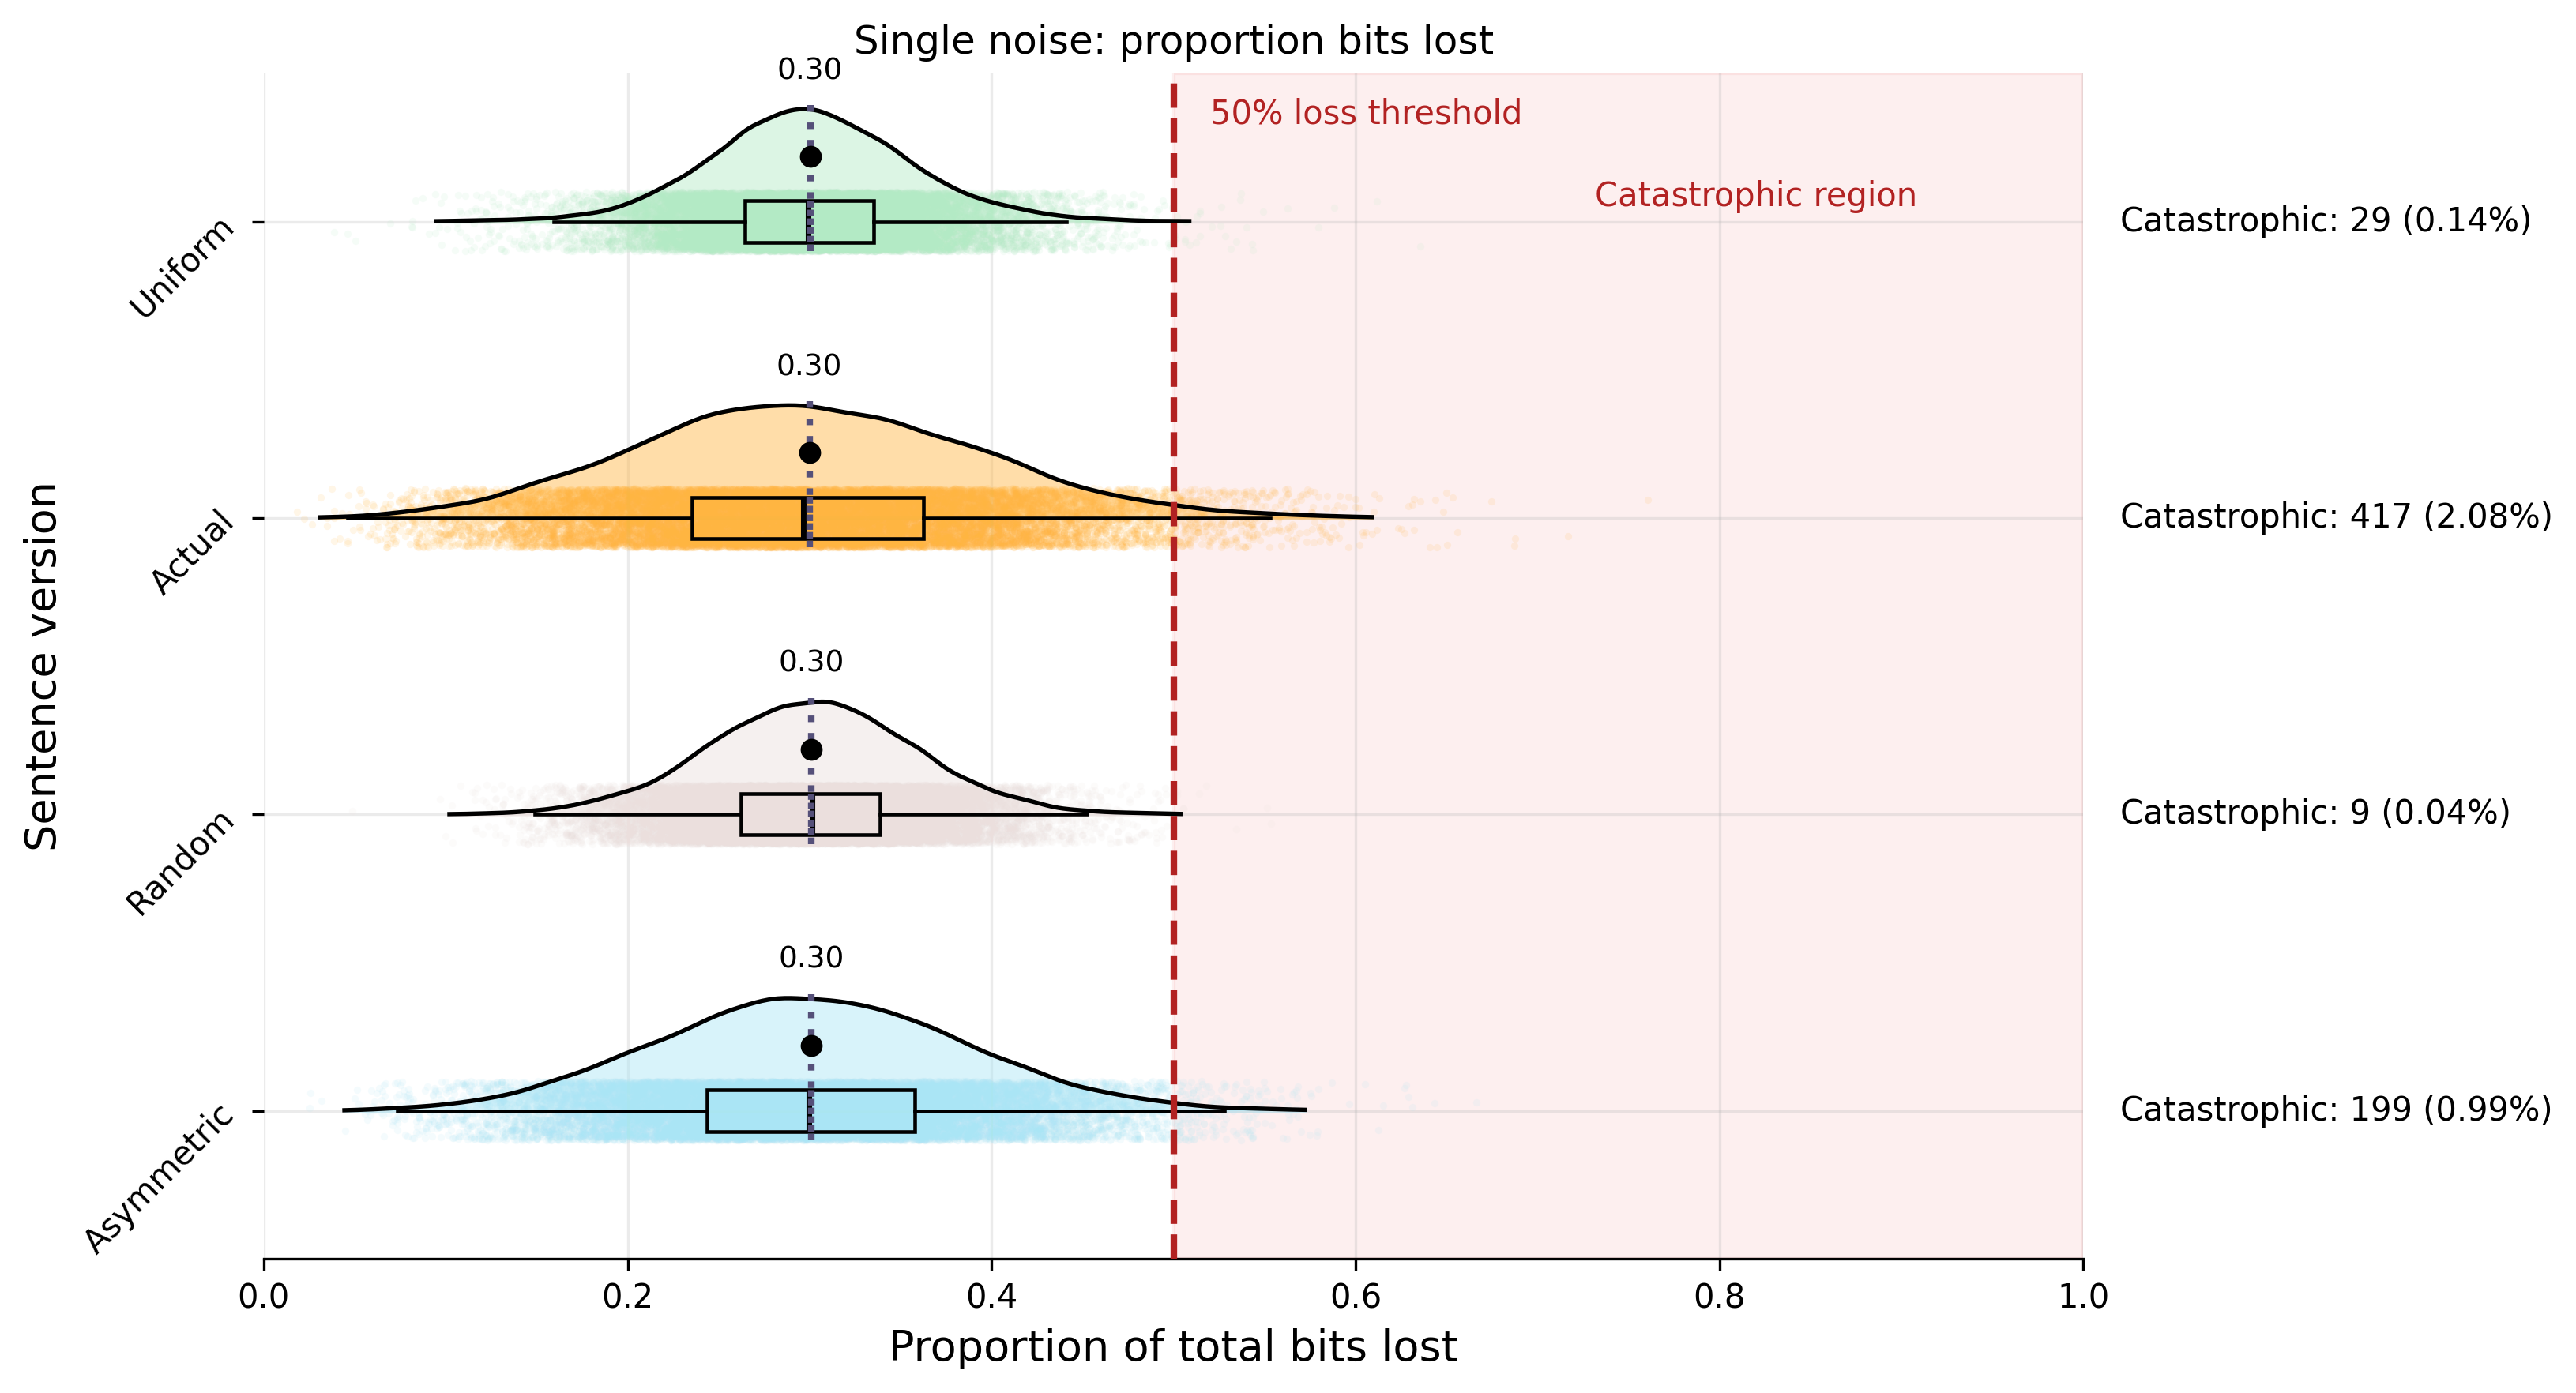 Single noise: proportion bits lost
0.30
50% loss threshold
Catastrophic region
Uniform
Catastrophic: 29 (0.14%)
0.30
Actual
Catastrophic: 417 (2.08%)
Sentence version
0.30
Random
Catastrophic: 9 (0.04%)
0.30
Asymmetric
Catastrophic: 199 (0.99%)
0.0 0.2 0.4 0.6 0.8 1.0
Proportion of total bits lost